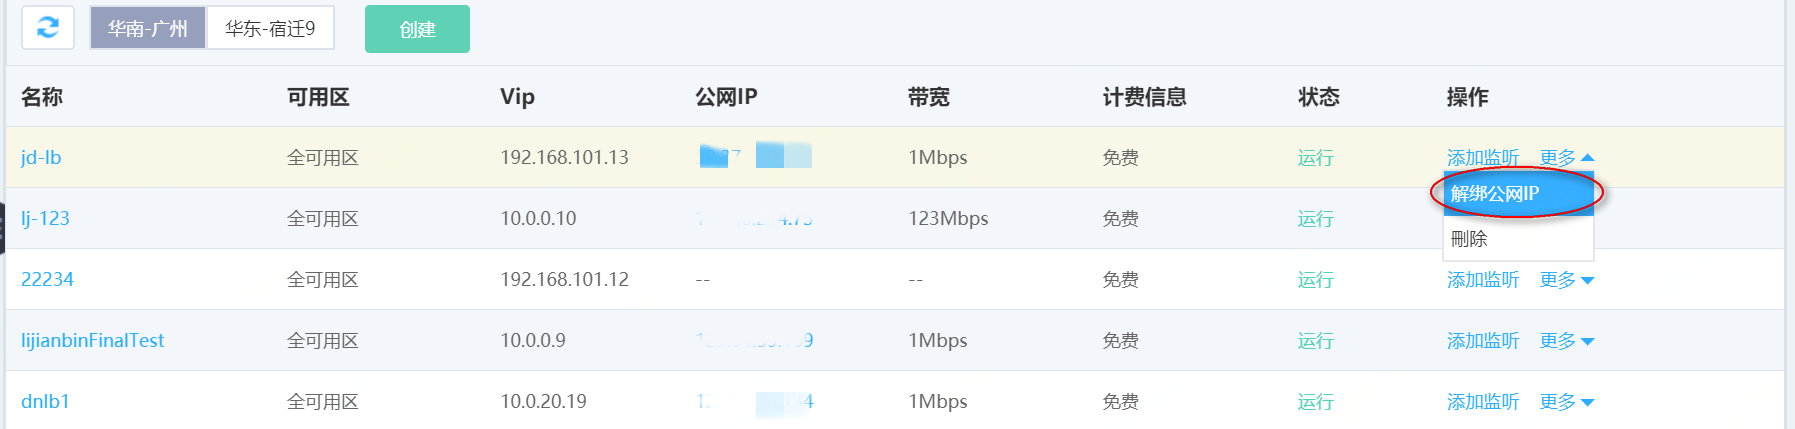 华南-广州 华东-宿迁9 创建
名称 可用区 Vip 公网IP 带宽 计费信息 状态 操作
jd-lb 全可用区 192.168.101.13 1Mbps 免费 运行 添加监听 更多
解绑公网IP
lj-123 全可用区 10.0.0.10 123Mbps 免费 运行
刪除
22234 全可用区 192.168.101.12 -- -- 免费 运行 添加监听 更多
lijianbinFinalTest 全可用区 10.0.0.9 1Mbps 免费 运行 添加监听 更多
dnlb1 全可用区 10.0.20.19 1Mbps 免费 运行 添加监听 更多